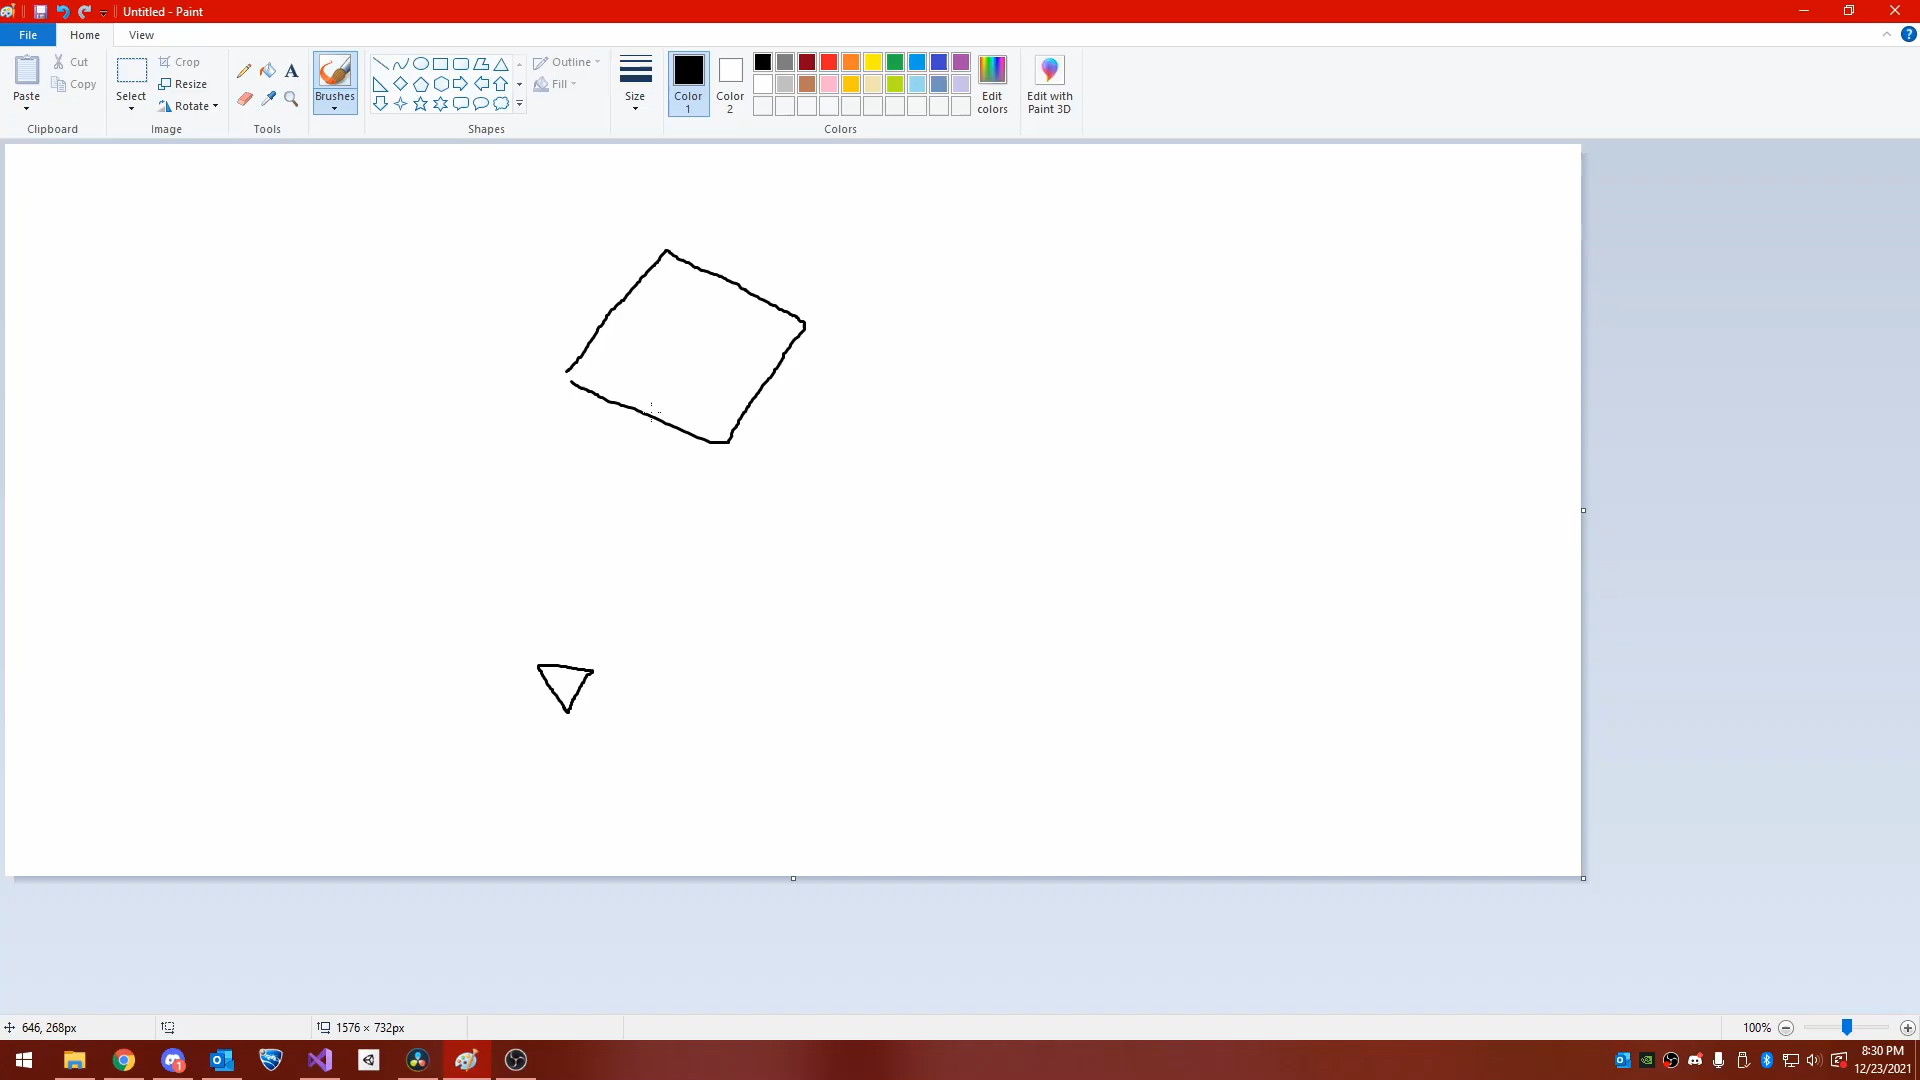 Untitled - Paint
File Home View
Paste
Cut
Copy
Clipboard
Select
Crop
Resize
Rotate
Image
A
Tools
Brushes
Shapes
Outline
Fill
Size
Color 1
Color 2
Colors
Edit colors
Edit with Paint 3D
646, 268px
1576 × 732px
100%
8:30 PM
12/23/2021